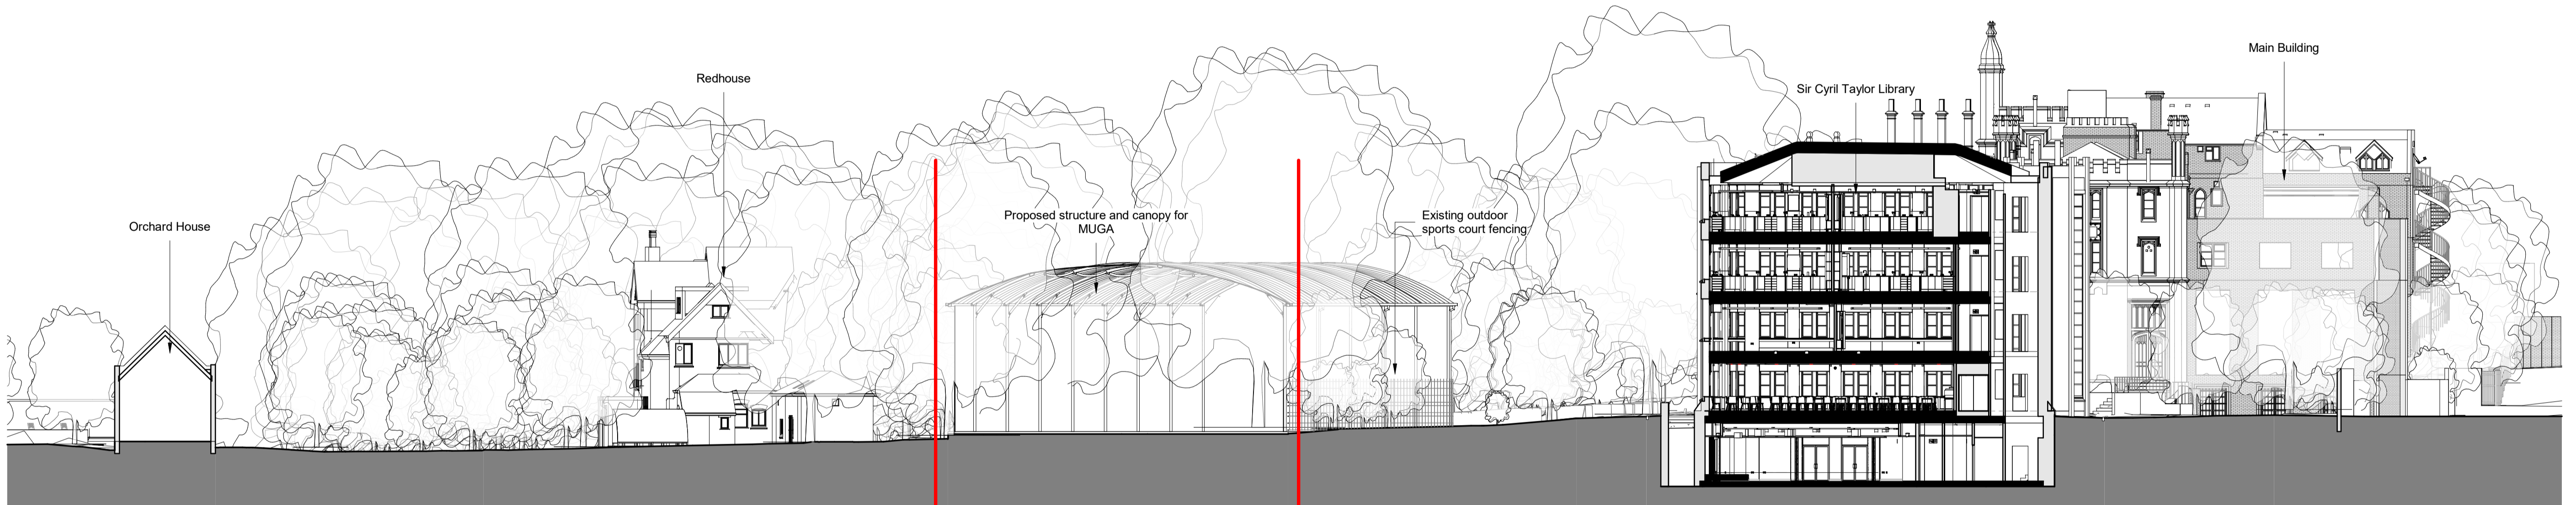 Main Building
Redhouse
Sir Cyril Taylor Library
Proposed structure and canopy for
MUGA
Existing outdoor
sports court fencing
Orchard House